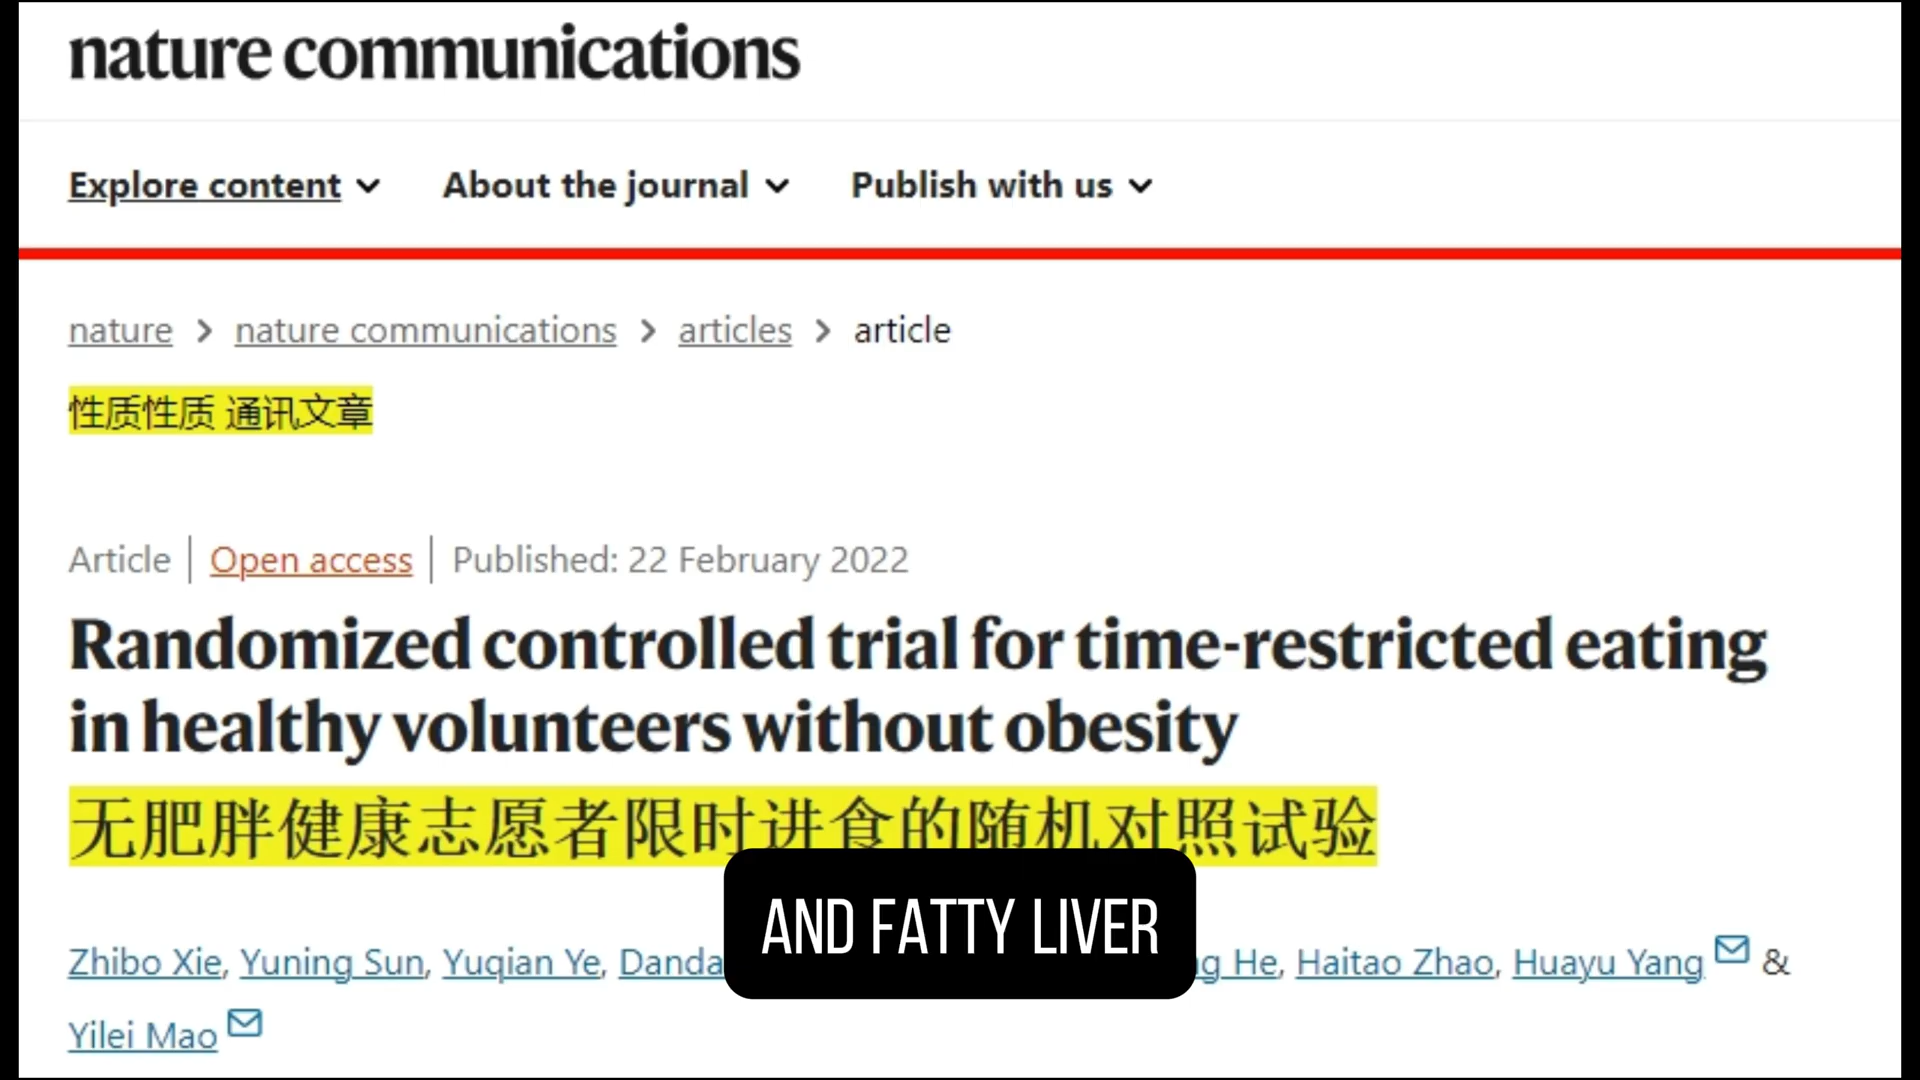 nature communications
Explore content About the journal Publish with us
nature > nature communications > articles > article
性质性质 通讯文章
Article | Open access | Published: 22 February 2022
Randomized controlled trial for time-restricted eating
in healthy volunteers without obesity
无肥胖健康志愿者限时进食的随机对照试验
AND FATTY LIVER
Zhibo Xie, Yuning Sun, Yuqian Ye, He, Haitao Zhao, Huayu Yang &
Yilei Mao